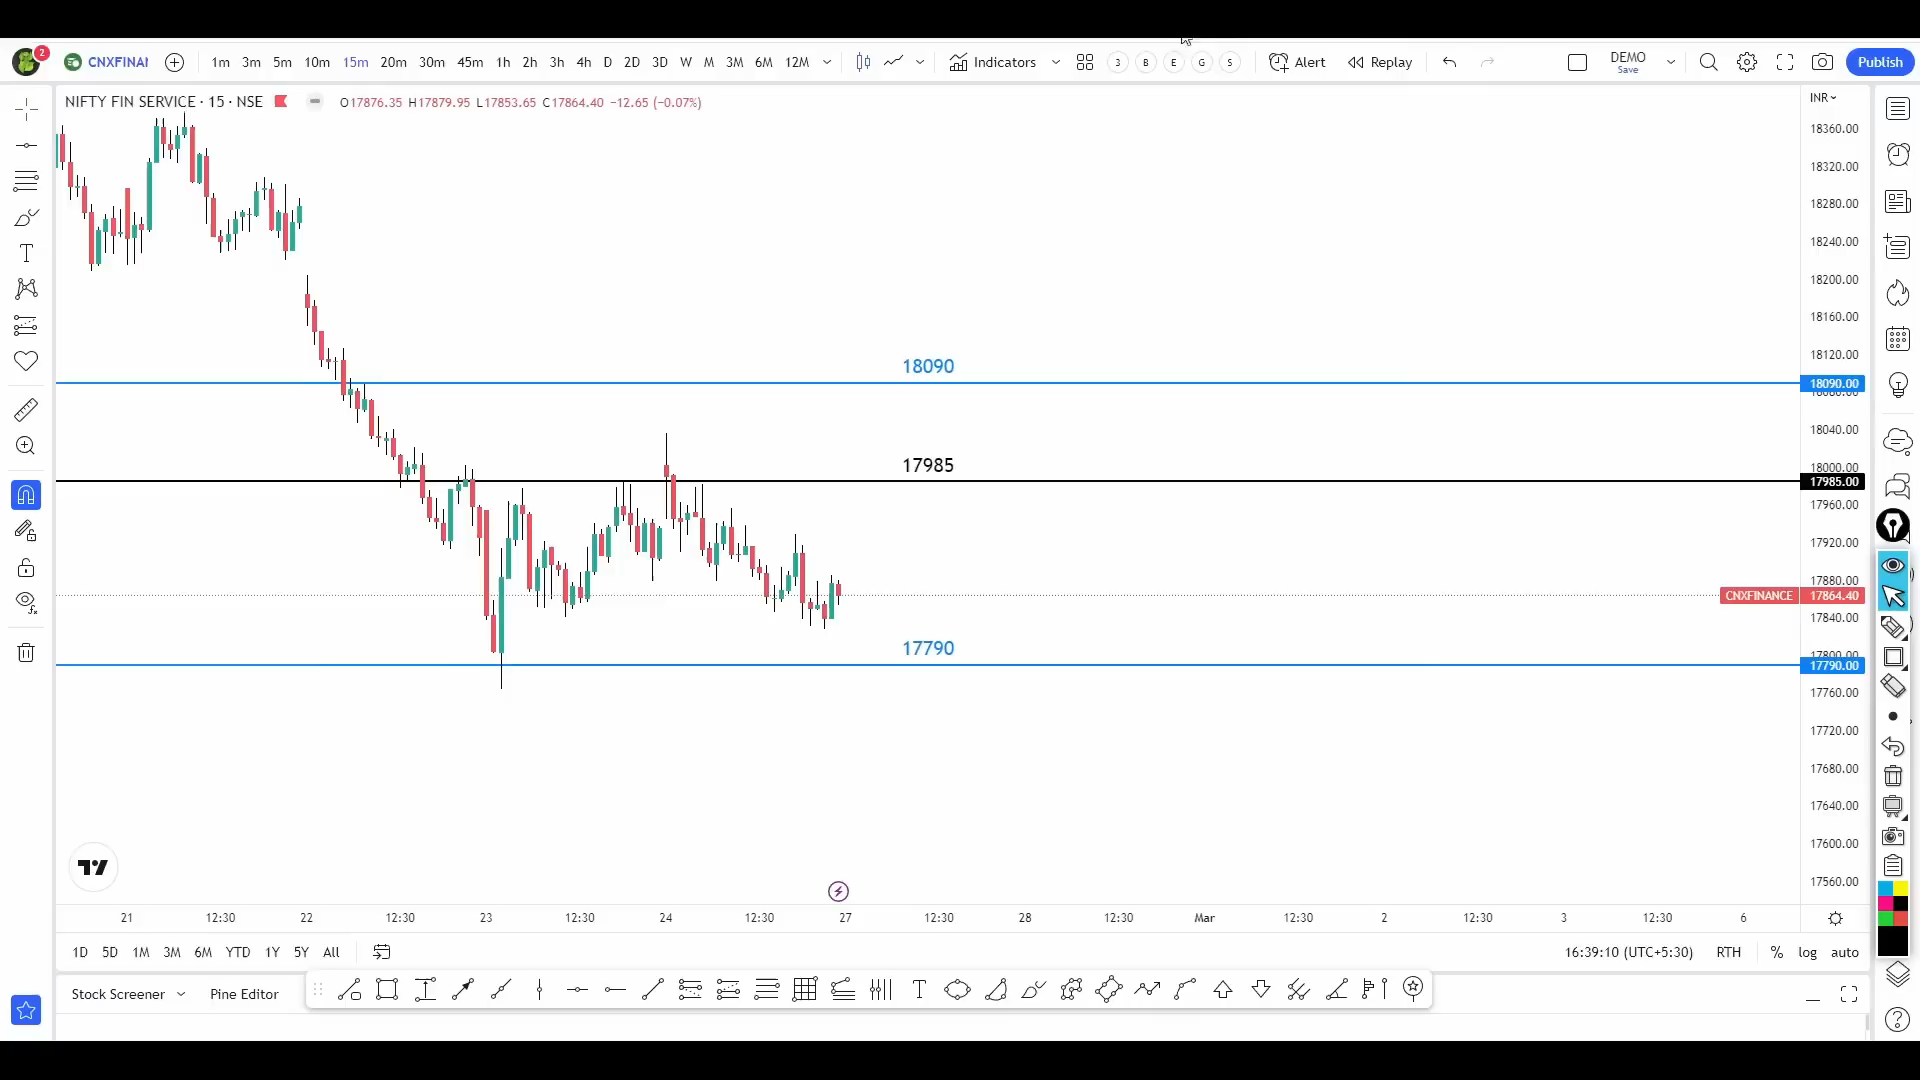 2
CNXFINAI
1m 3m 5m 10m 15m 20m 30m 45m 1h 2h 3h 4h D 2D 3D W M 3M 6M 12M
Indicators
3 B E G S
Alert
Replay
DEMO
Save
Publish
NIFTY FIN SERVICE · 15 · NSE
O17876.35 H17879.95 L17853.65 C17864.40 −12.65 (−0.07%)
INR
18360.00
18320.00
18280.00
18240.00
18200.00
18160.00
18120.00
18090
18090.00
18080.00
18040.00
17985
18000.00
17985.00
17960.00
17920.00
17880.00
CNXFINANCE 17864.40
17840.00
17790
17800.00
17790.00
17760.00
17720.00
17680.00
17640.00
17600.00
17560.00
21 12:30 22 12:30 23 12:30 24 12:30 27 12:30 28 12:30 Mar 12:30 2 12:30 3 12:30 6
1D 5D 1M 3M 6M YTD 1Y 5Y All
16:39:10 (UTC+5:30) RTH % log auto
Stock Screener Pine Editor